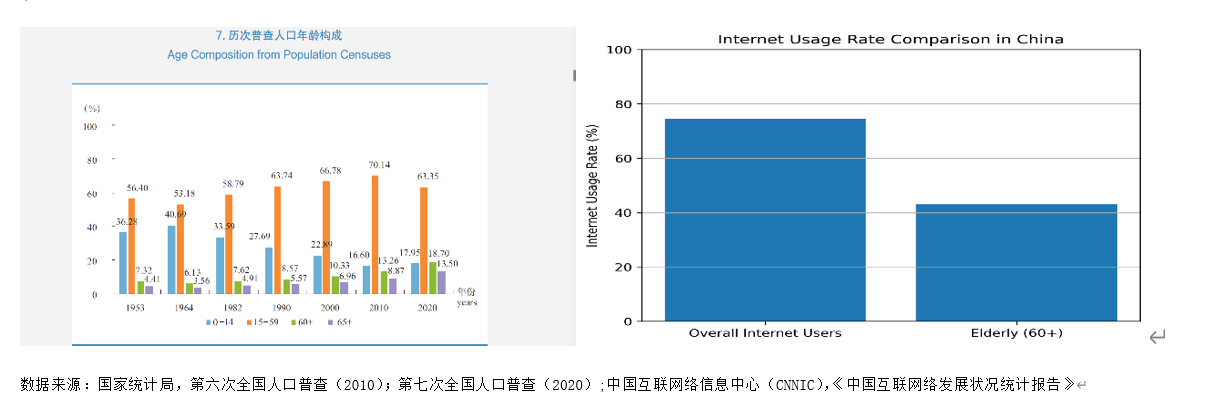 7. 历次普查人口年龄构成
Age Composition from Population Censuses
(%)
100
80
60
40
20
0
36.28 56.40 7.32 4.41
40.69 53.18 6.13 3.56
33.59 58.79 7.62 4.91
27.69 63.74 8.57 5.57
22.89 66.78 10.33 6.96
16.60 70.14 13.26 8.87
17.95 63.35 18.70 13.50
1953 1964 1982 1990 2000 2010 2020
年份
years
0-14 15-59 60+ 65+
Internet Usage Rate Comparison in China
Internet Usage Rate (%)
100
80
60
40
20
0
Overall Internet Users Elderly (60+)
数据来源：国家统计局，第六次全国人口普查（2010）；第七次全国人口普查（2020）;中国互联网络信息中心（CNNIC），《中国互联网络发展状况统计报告》